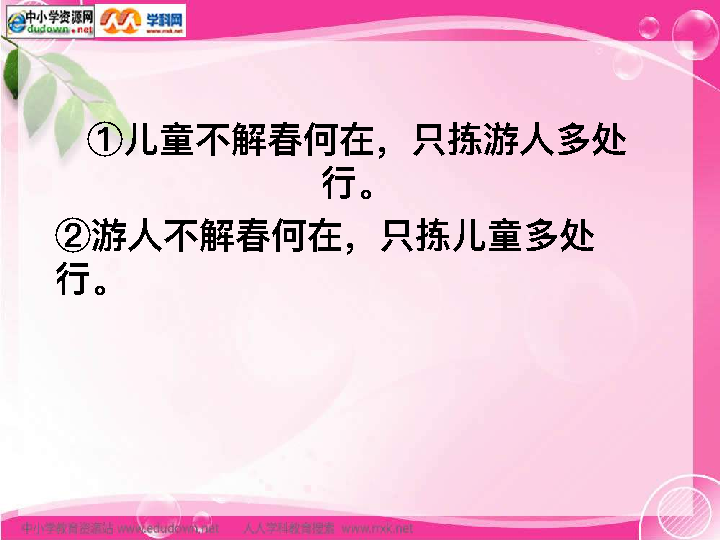 中小学资源网
dudown.net
学科网
www.nxk.net
①儿童不解春何在，只拣游人多处
行。
②游人不解春何在，只拣儿童多处
行。
中小学教育资源站 www.edudown.net 人人学科教育搜索 www.nxk.net